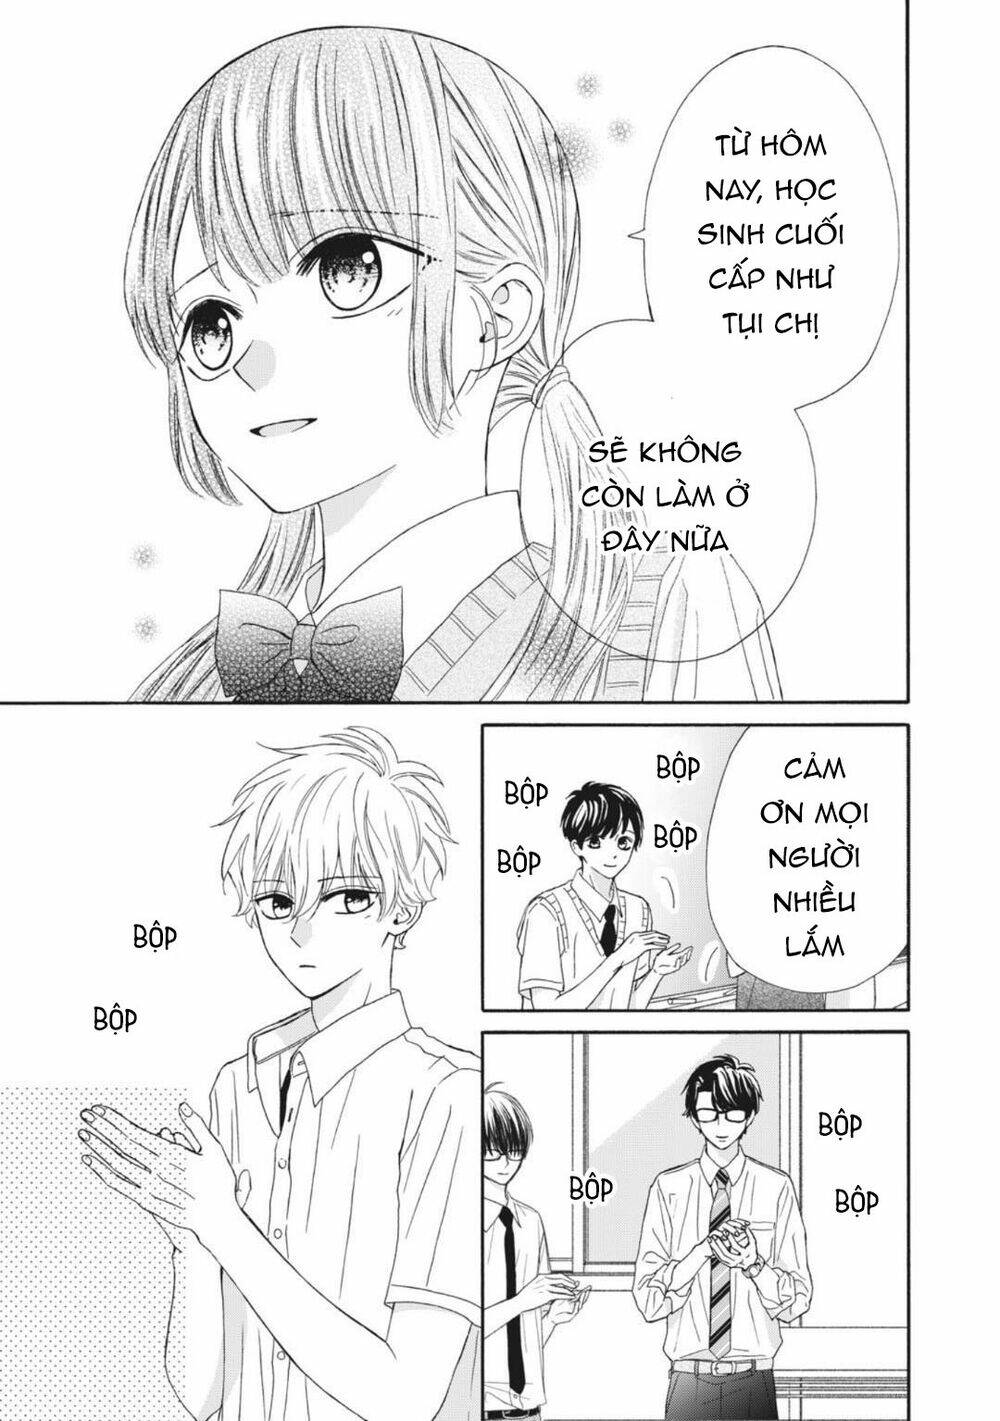 TỪ HÔM
NAY, HỌC
SINH CUỐI
CẤP NHƯ
TỤI CHỊ
SẼ KHÔNG
CÒN LÀM Ở
ĐÂY NỮA
CẢM
ƠN MỌI
NGƯỜI
NHIỀU
LẮM
BỘP
BỘP
BỘP
BỘP
BỘP
BỘP
BỘP
BỘP
BỘP